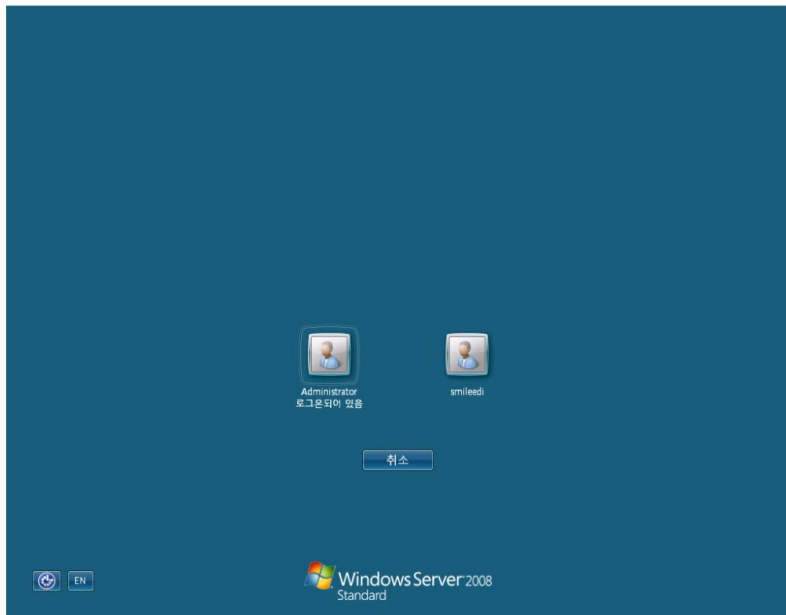 Administrator
로그온되어 있음
smileedi
취소
EN
Windows Server 2008
Standard